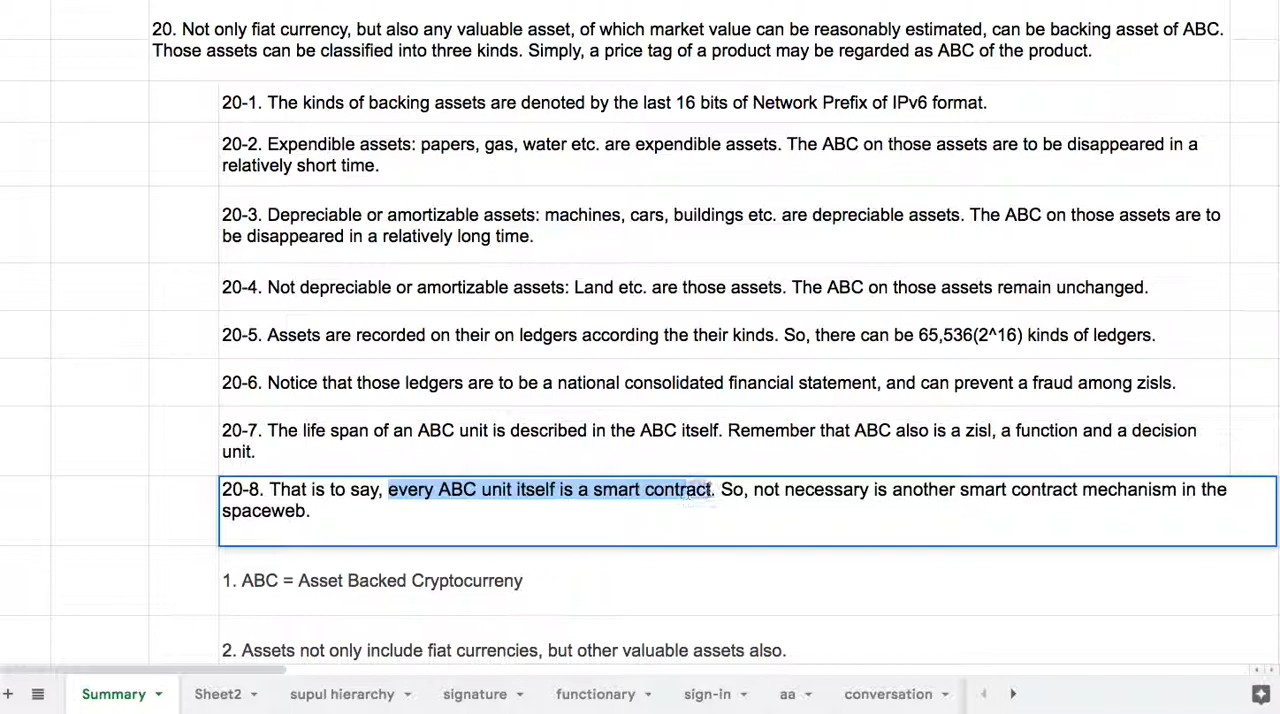 20. Not only fiat currency, but also any valuable asset, of which market value can be reasonably estimated, can be backing asset of ABC.
Those assets can be classified into three kinds. Simply, a price tag of a product may be regarded as ABC of the product.
20-1. The kinds of backing assets are denoted by the last 16 bits of Network Prefix of IPv6 format.
20-2. Expendible assets: papers, gas, water etc. are expendible assets. The ABC on those assets are to be disappeared in a
relatively short time.
20-3. Depreciable or amortizable assets: machines, cars, buildings etc. are depreciable assets. The ABC on those assets are to
be disappeared in a relatively long time.
20-4. Not depreciable or amortizable assets: Land etc. are those assets. The ABC on those assets remain unchanged.
20-5. Assets are recorded on their on ledgers according the their kinds. So, there can be 65,536(2^16) kinds of ledgers.
20-6. Notice that those ledgers are to be a national consolidated financial statement, and can prevent a fraud among zisls.
20-7. The life span of an ABC unit is described in the ABC itself. Remember that ABC also is a zisl, a function and a decision
unit.
20-8. That is to say, every ABC unit itself is a smart contract. So, not necessary is another smart contract mechanism in the
spaceweb.
1. ABC = Asset Backed Cryptocurreny
2. Assets not only include fiat currencies, but other valuable assets also.
Summary Sheet2 supul hierarchy signature functionary sign-in aa conversation